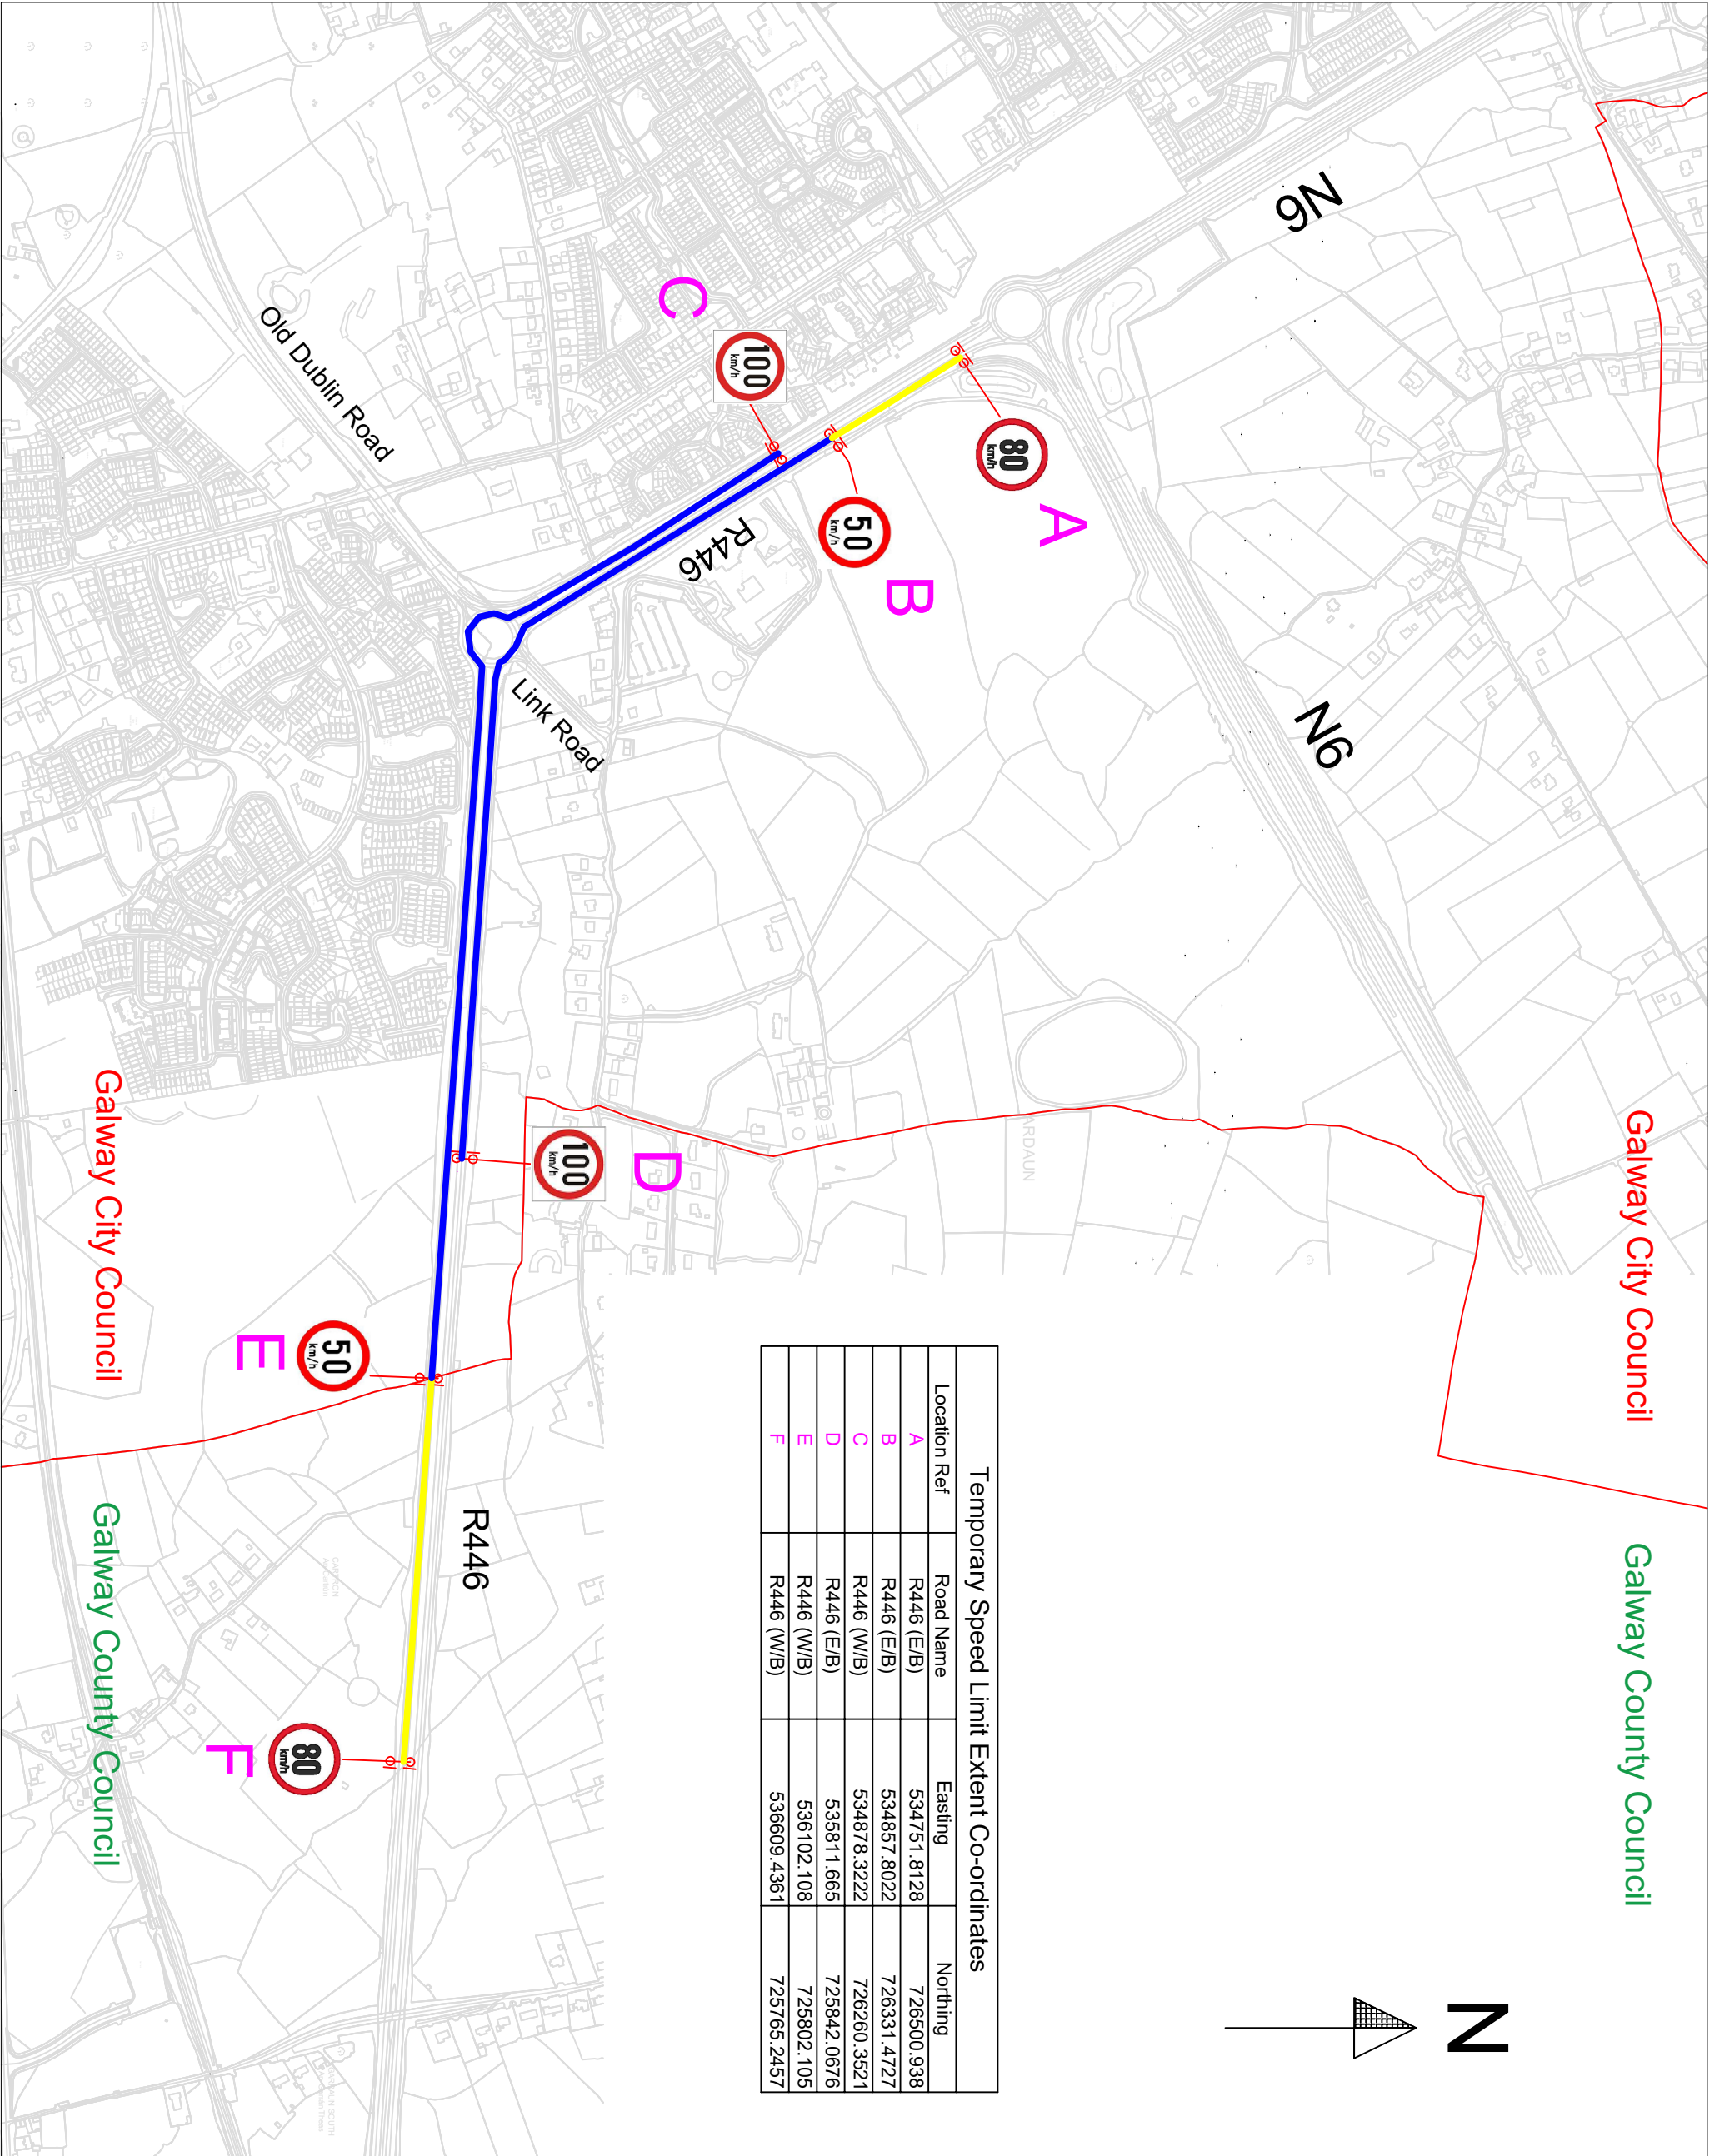 N6
N6
Galway City Council
Galway County Council
N
A
80
km/h
B
50
km/h
C
100
km/h
R446
Link Road
Old Dublin Road
ARDAUN
D
100
km/h
Temporary Speed Limit Extent Co-ordinates
Location Ref Road Name Easting Northing
A R446 (E/B) 534751.8128 726500.938
B R446 (E/B) 534857.8022 726331.4727
C R446 (W/B) 534878.3222 726260.3521
D R446 (E/B) 535811.665 725842.0676
E R446 (W/B) 536102.108 725802.105
F R446 (W/B) 536609.4361 725765.2457
R446
50
km/h
E
80
km/h
F
Galway City Council
Galway County Council